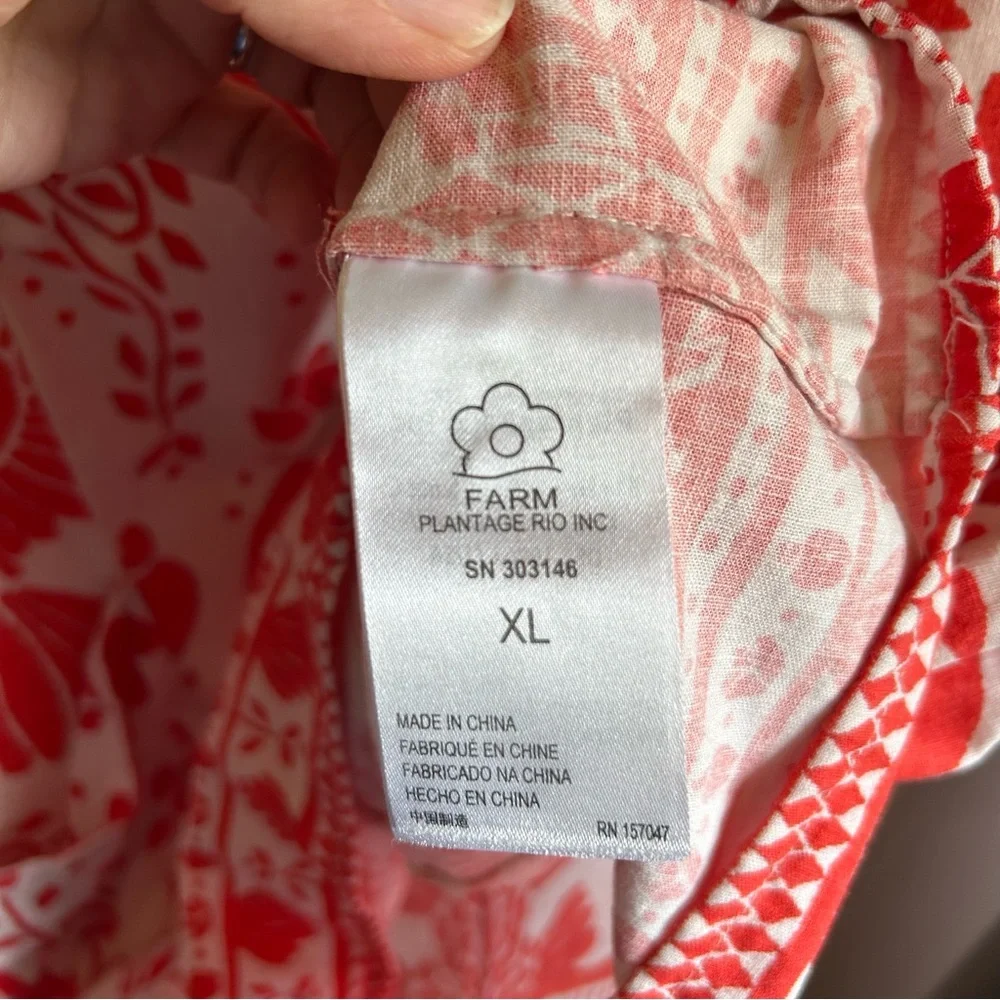 FARM
PLANTAGE RIO INC
SN 303146
XL
MADE IN CHINA
FABRIQUÉ EN CHINE
FABRICADO NA CHINA
HECHO EN CHINA
中国制造
RN 157047